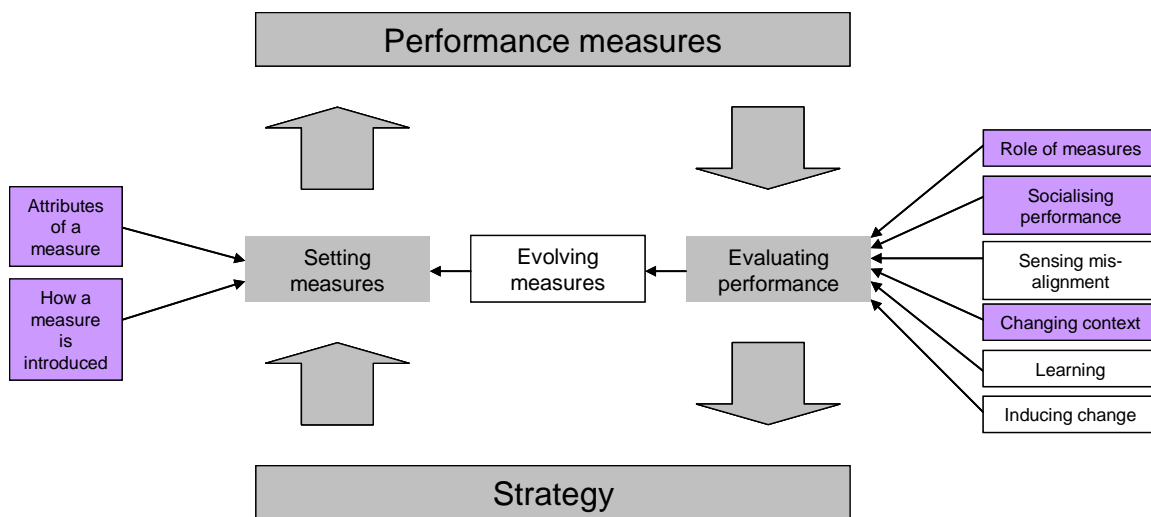 Performance measures
Role of measures
Attributes
of a
measure
Socialising
performance
Setting
measures
Evolving
measures
Evaluating
performance
Sensing mis-
alignment
How a
measure
is
introduced
Changing context
Learning
Inducing change
Strategy